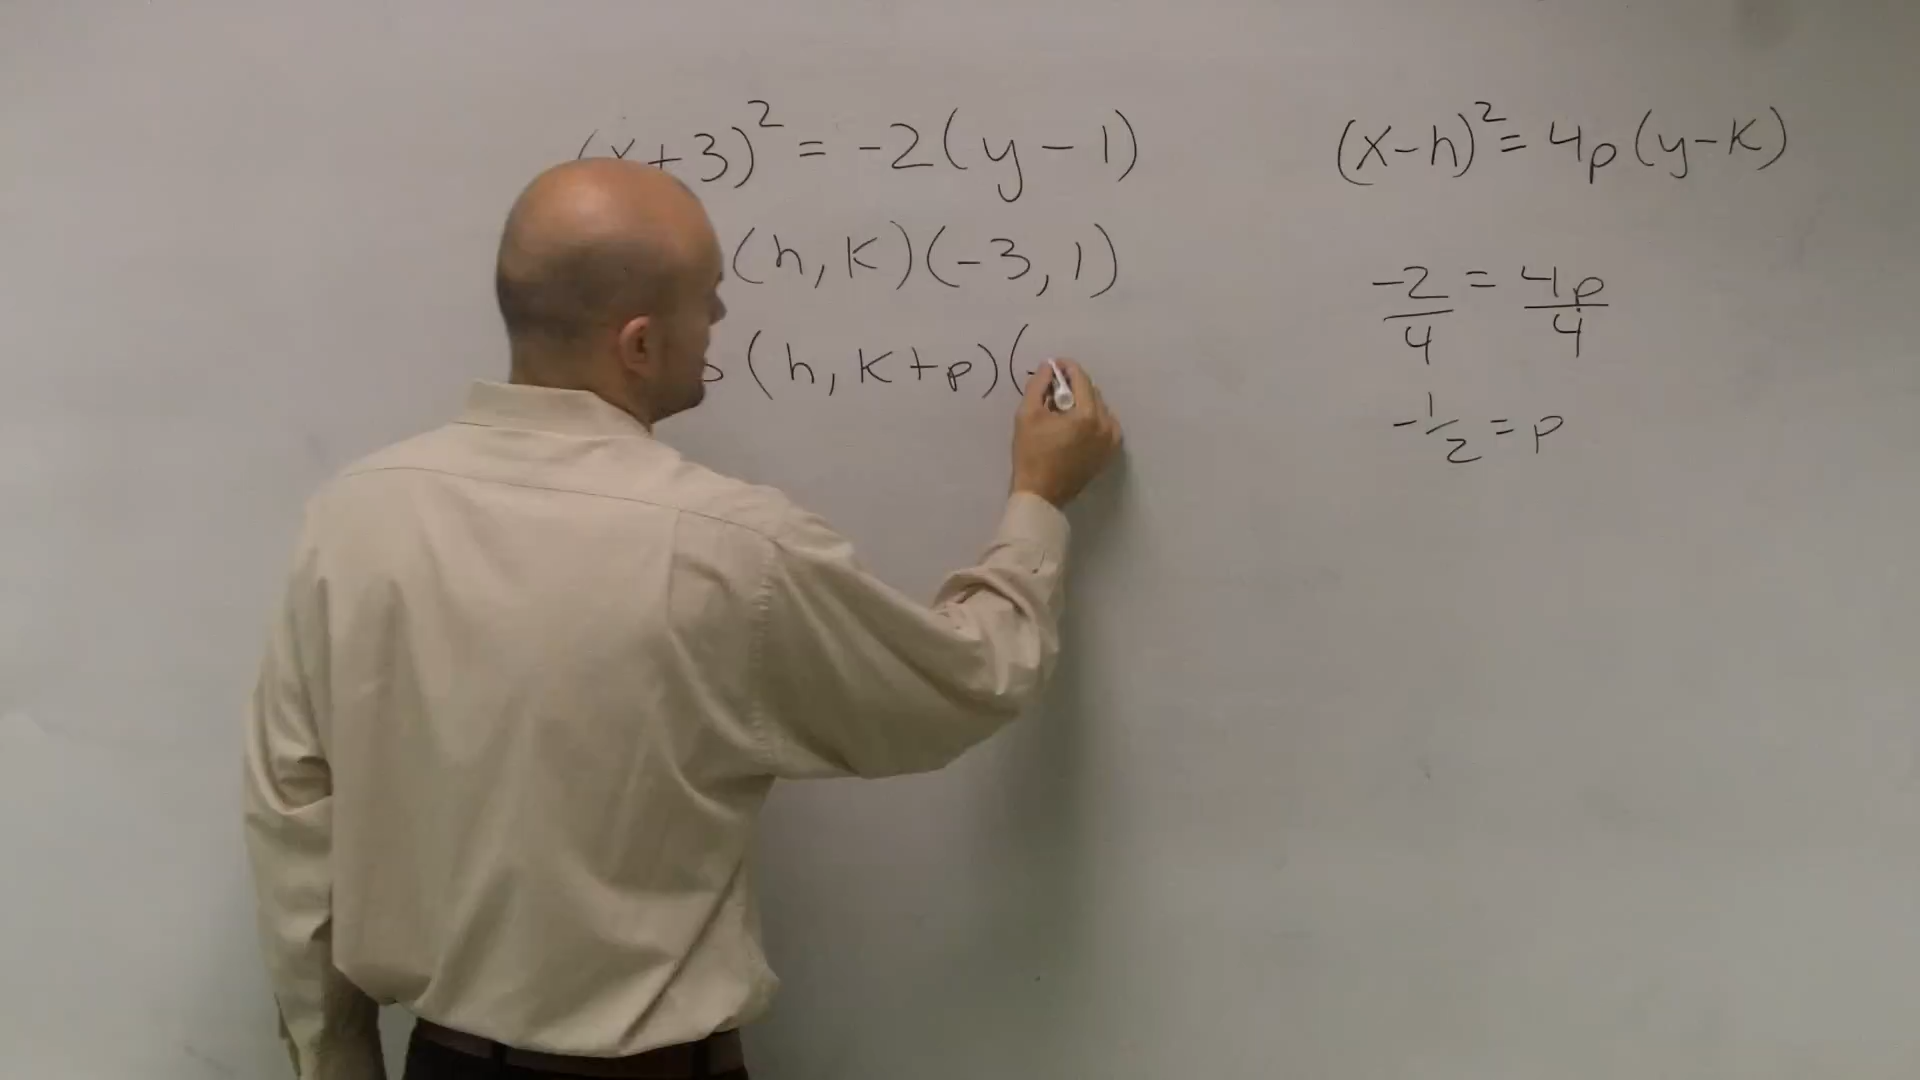 (x+3)² = -2(y-1)
(h, k)(-3, 1)
(h, k+p)(-
(x-h)² = 4p(y-k)
-2/4 = 4p/4
-1/2 = p